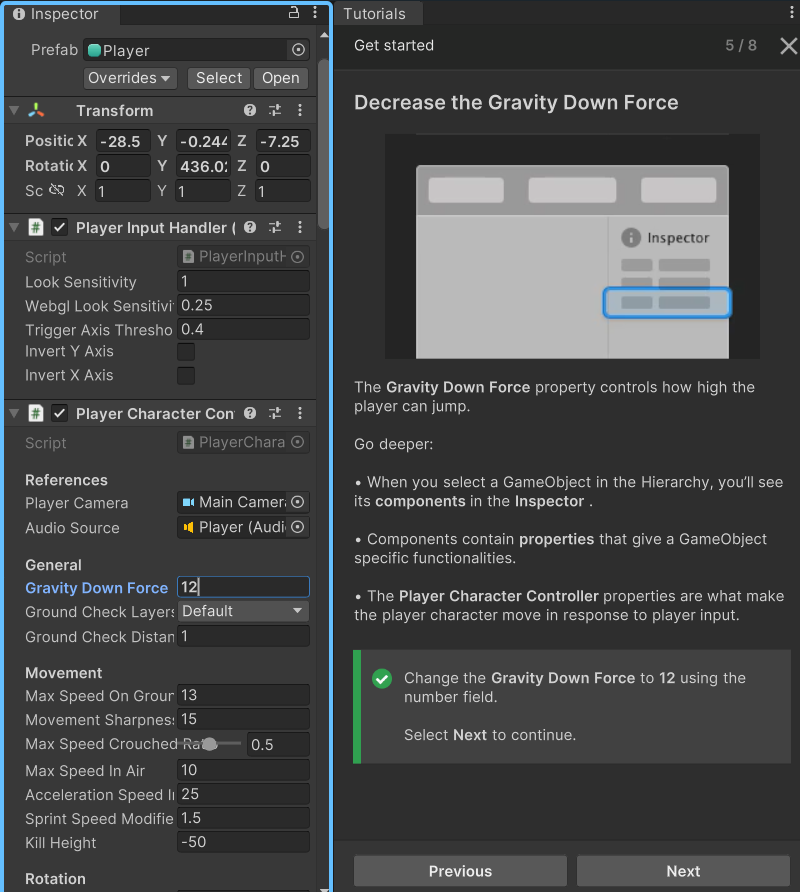 Inspector
Prefab Player
Overrides Select Open
Transform
Positic X -28.5 Y -0.244 Z -7.25
Rotatic X 0 Y 436.02 Z 0
Sc X 1 Y 1 Z 1
Player Input Handler (
Script PlayerInputH
Look Sensitivity 1
Webgl Look Sensitivi 0.25
Trigger Axis Thresho 0.4
Invert Y Axis
Invert X Axis
Player Character Con
Script PlayerChara
References
Player Camera Main Camera
Audio Source Player (Audi
General
Gravity Down Force 12
Ground Check Layers Default
Ground Check Distan 1
Movement
Max Speed On Groun 13
Movement Sharpness 15
Max Speed Crouched Ratio 0.5
Max Speed In Air 10
Acceleration Speed In 25
Sprint Speed Modifie 1.5
Kill Height -50
Rotation
Tutorials
Get started 5 / 8
Decrease the Gravity Down Force
Inspector
The Gravity Down Force property controls how high the
player can jump.
Go deeper:
• When you select a GameObject in the Hierarchy, you'll see
its components in the Inspector .
• Components contain properties that give a GameObject
specific functionalities.
• The Player Character Controller properties are what make
the player character move in response to player input.
Change the Gravity Down Force to 12 using the
number field.
Select Next to continue.
Previous Next